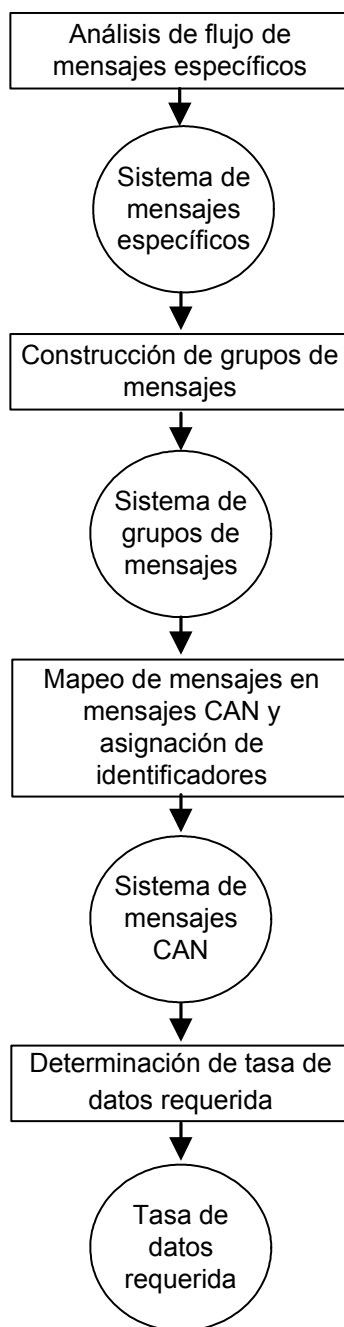 Análisis de flujo de
mensajes específicos
Sistema de
mensajes
específicos
Construcción de grupos de
mensajes
Sistema de
grupos de
mensajes
Mapeo de mensajes en
mensajes CAN y
asignación de
identificadores
Sistema de
mensajes
CAN
Determinación de tasa de
datos requerida
Tasa de
datos
requerida